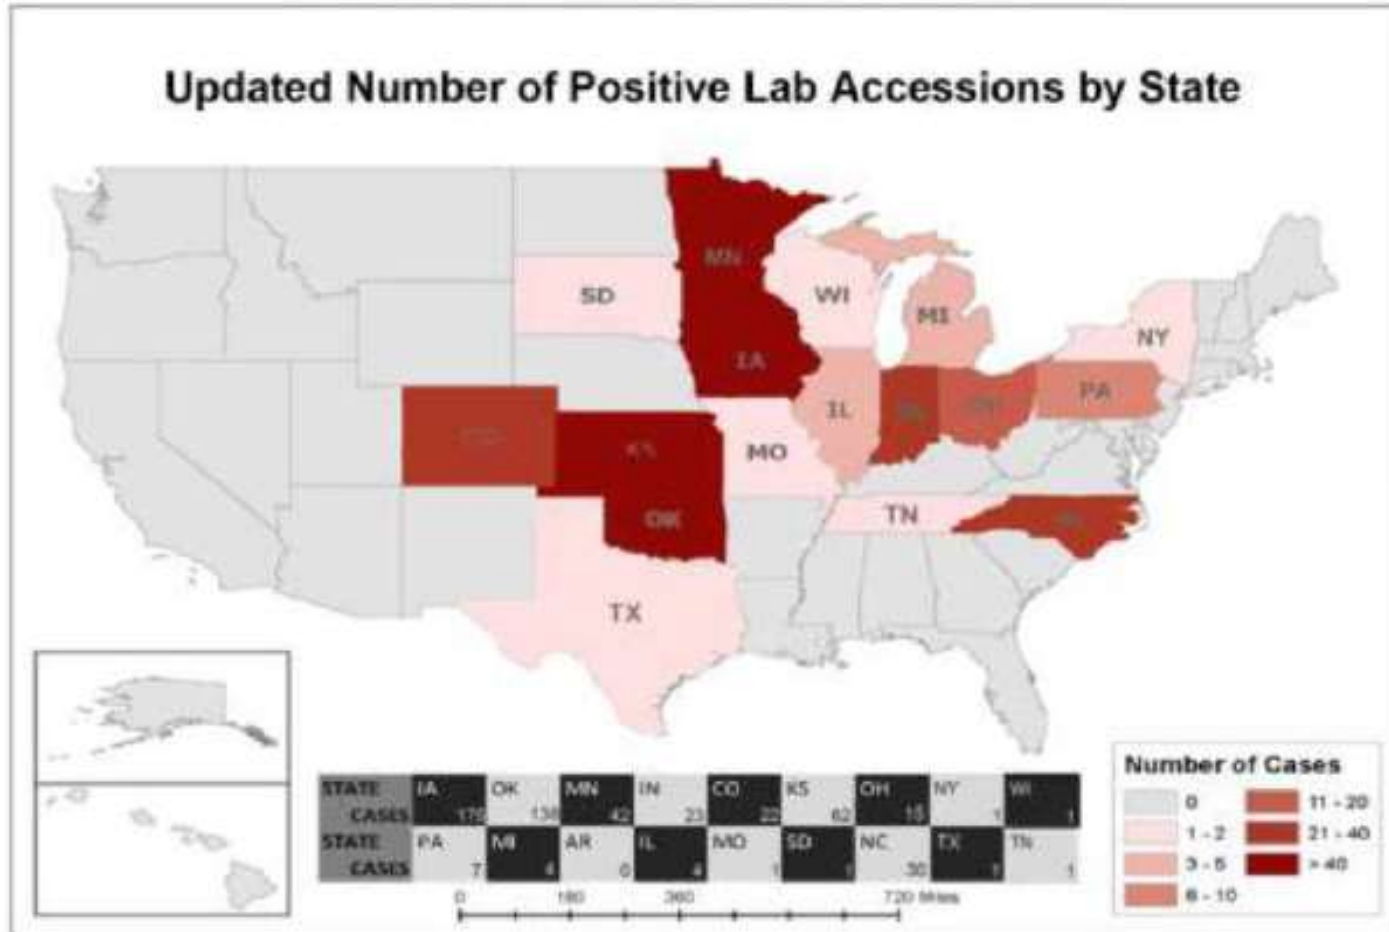 Updated Number of Positive Lab Accessions by State
MN
SD
WI
MI
NY
IA
IL
OH
PA
CO
KS
MO
OK
TN
TX
STATE IA OK MN IN CO KS OH NY WI
CASES 138 42 23 22 62 15 1 1
STATE PA MI AR IL MO SD NC TX TN
CASES 7 4 0 4 1 1 30 1 1
0 180 360 720 Miles
Number of Cases
0 11 - 20
1 - 2 21 - 40
3 - 5 > 40
6 - 10